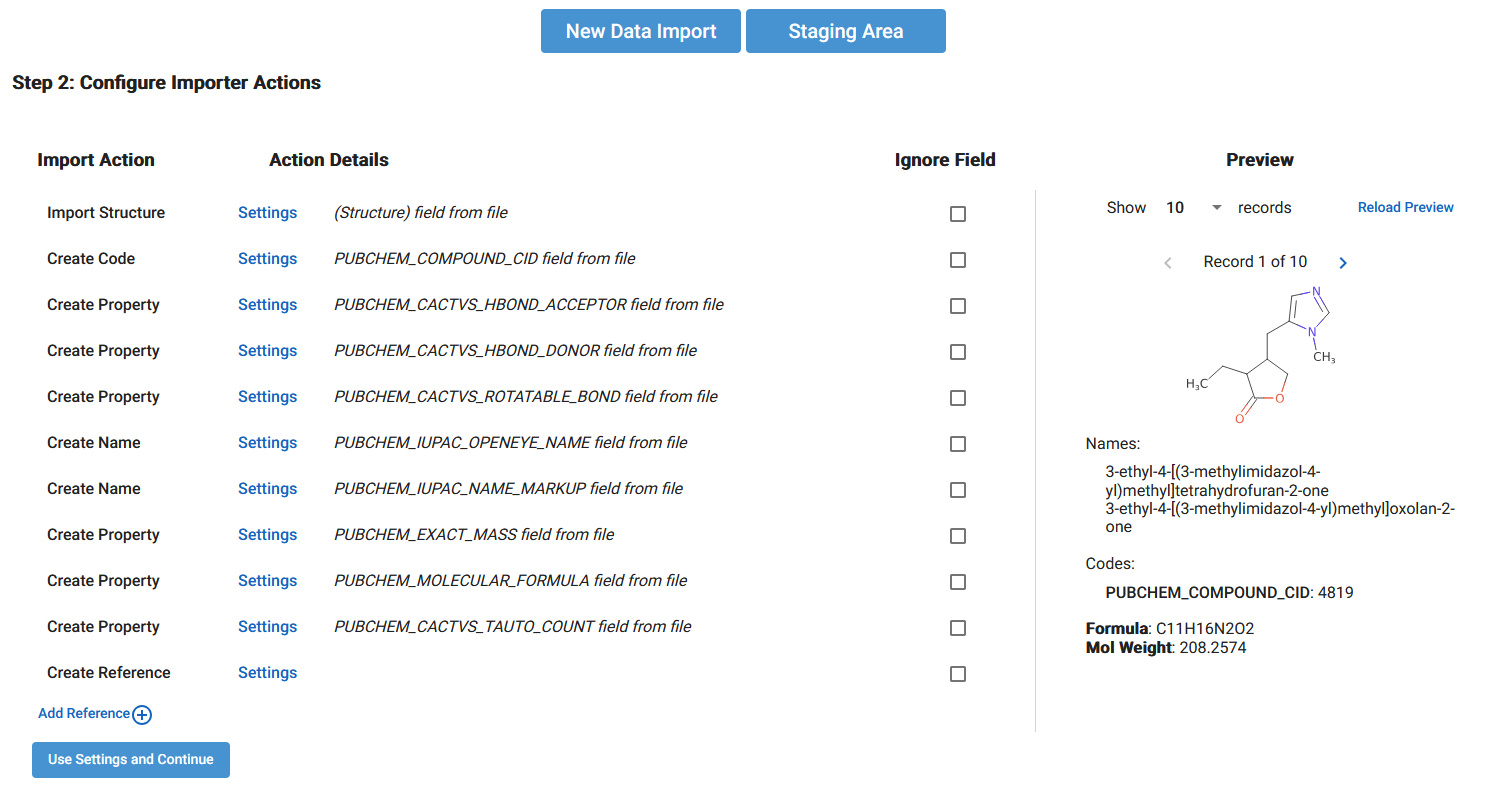 New Data Import Staging Area
Step 2: Configure Importer Actions
Import Action Action Details Ignore Field Preview
Import Structure Settings (Structure) field from file
Create Code Settings PUBCHEM_COMPOUND_CID field from file
Create Property Settings PUBCHEM_CACTVS_HBOND_ACCEPTOR field from file
Create Property Settings PUBCHEM_CACTVS_HBOND_DONOR field from file
Create Property Settings PUBCHEM_CACTVS_ROTATABLE_BOND field from file
Create Name Settings PUBCHEM_IUPAC_OPENEYE_NAME field from file
Create Name Settings PUBCHEM_IUPAC_NAME_MARKUP field from file
Create Property Settings PUBCHEM_EXACT_MASS field from file
Create Property Settings PUBCHEM_MOLECULAR_FORMULA field from file
Create Property Settings PUBCHEM_CACTVS_TAUTO_COUNT field from file
Create Reference Settings
Add Reference
Use Settings and Continue
Show 10 records Reload Preview
Record 1 of 10
N
N
CH3
H3C
O
O
Names:
3-ethyl-4-[(3-methylimidazol-4-
yl)methyl]tetrahydrofuran-2-one
3-ethyl-4-[(3-methylimidazol-4-yl)methyl]oxolan-2-
one
Codes:
PUBCHEM_COMPOUND_CID: 4819
Formula: C11H16N2O2
Mol Weight: 208.2574